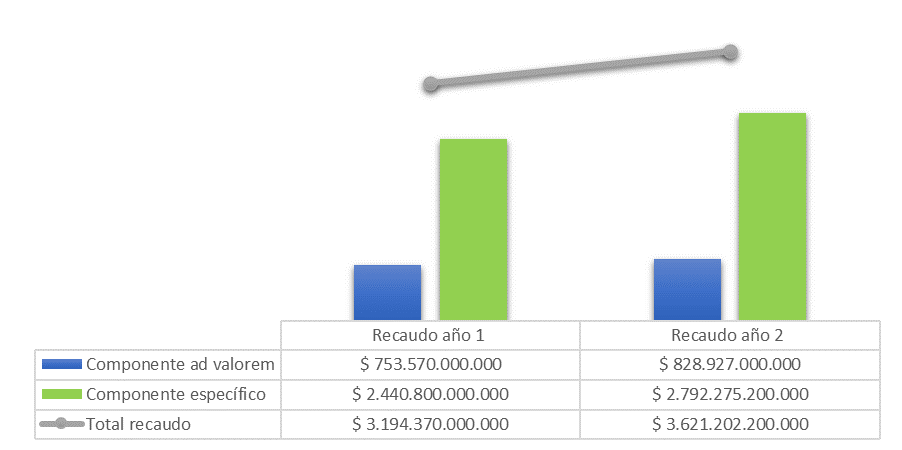 Recaudo año 1 Recaudo año 2
Componente ad valorem $ 753.570.000.000 $ 828.927.000.000
Componente específico $ 2.440.800.000.000 $ 2.792.275.200.000
Total recaudo $ 3.194.370.000.000 $ 3.621.202.200.000